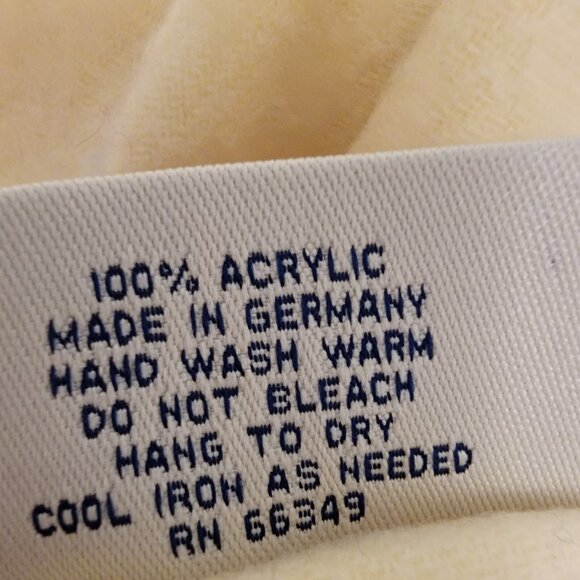 100% ACRYLIC
MADE IN GERMANY
HAND WASH WARM
DO NOT BLEACH
HANG TO DRY
COOL IRON AS NEEDED
RN 66349